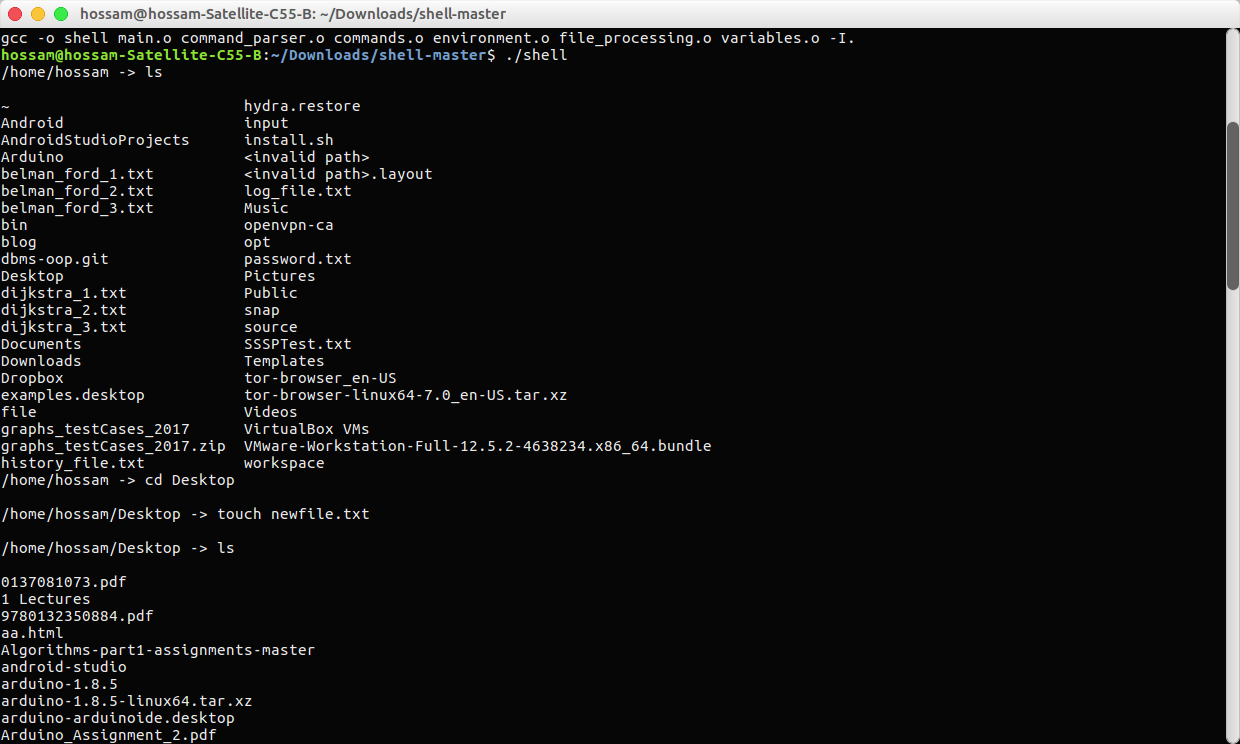 hossam@hossam-Satellite-C55-B: ~/Downloads/shell-master
gcc -o shell main.o command_parser.o commands.o environment.o file_processing.o variables.o -I.
hossam@hossam-Satellite-C55-B:~/Downloads/shell-master$ ./shell
/home/hossam -> ls
~ hydra.restore
Android input
AndroidStudioProjects install.sh
Arduino <invalid path>
belman_ford_1.txt <invalid path>.layout
belman_ford_2.txt log_file.txt
belman_ford_3.txt Music
bin openvpn-ca
blog opt
dbms-oop.git password.txt
Desktop Pictures
dijkstra_1.txt Public
dijkstra_2.txt snap
dijkstra_3.txt source
Documents SSSPTest.txt
Downloads Templates
Dropbox tor-browser_en-US
examples.desktop tor-browser-linux64-7.0_en-US.tar.xz
file Videos
graphs_testCases_2017 VirtualBox VMs
graphs_testCases_2017.zip VMware-Workstation-Full-12.5.2-4638234.x86_64.bundle
history_file.txt workspace
/home/hossam -> cd Desktop
/home/hossam/Desktop -> touch newfile.txt
/home/hossam/Desktop -> ls
0137081073.pdf
1 Lectures
9780132350884.pdf
aa.html
Algorithms-part1-assignments-master
android-studio
arduino-1.8.5
arduino-1.8.5-linux64.tar.xz
arduino-arduinoide.desktop
Arduino_Assignment_2.pdf